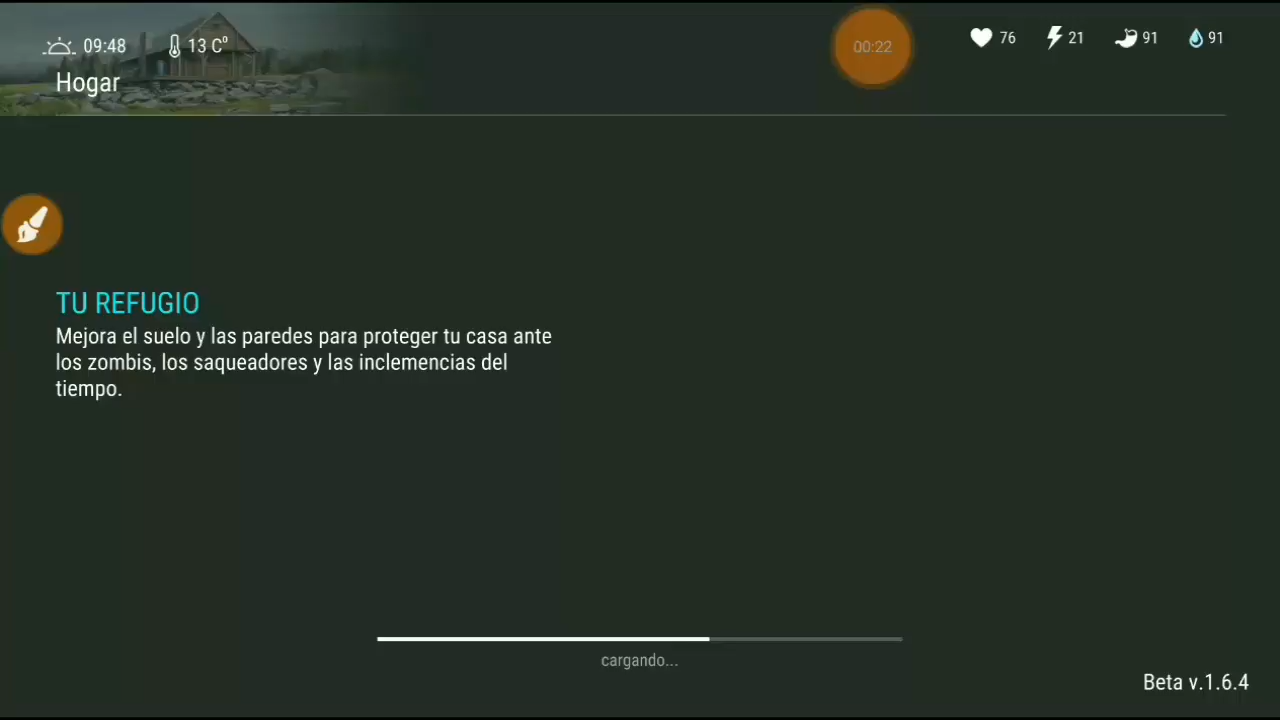 09:48
13 Cº
00:22
76
21
91
91
Hogar
TU REFUGIO
Mejora el suelo y las paredes para proteger tu casa ante
los zombis, los saqueadores y las inclemencias del
tiempo.
cargando...
Beta v.1.6.4